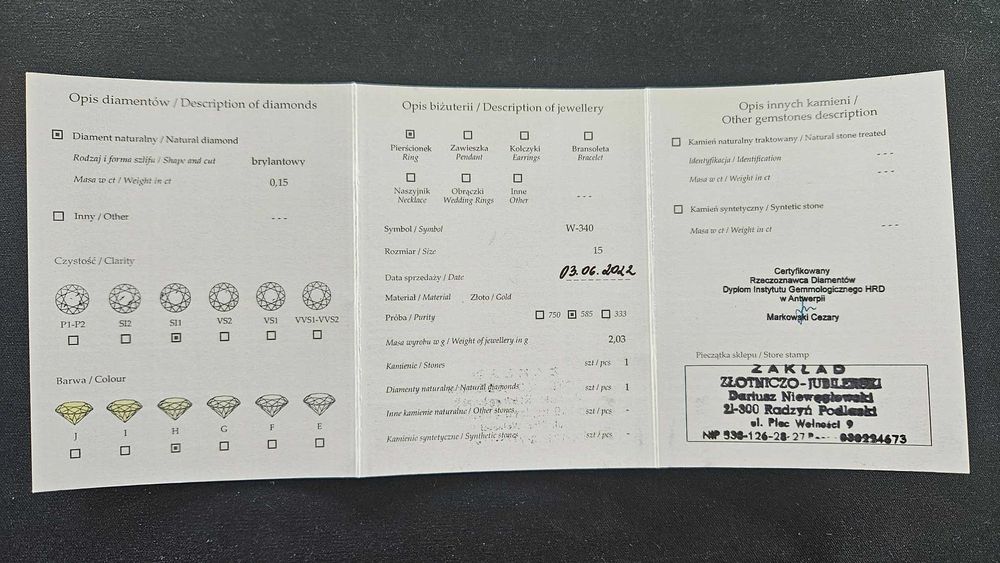 Opis diamentów / Description of diamonds
Diament naturalny / Natural diamond
Rodzaj i forma szlifu / Shape and cut brylantowy
Masa w ct / Weight in ct 0,15
Inny / Other ---
Czystość / Clarity
P1-P2 SI2 SI1 VS2 VS1 VVS1-VVS2
Barwa / Colour
J I H G F E
Opis biżuterii / Description of jewellery
Pierścionek Zawieszka Kolczyki Bransoleta
Ring Pendant Earrings Bracelet
Naszyjnik Obrączki Inne
Necklace Wedding Rings Other ---
Symbol / Symbol W-340
Rozmiar / Size 15
Data sprzedaży / Date 03.06.2022
Materiał / Material Złoto / Gold
Próba / Purity 750 585 333
Masa wyrobu w g / Weight of jewellery in g 2,03
Kamienie / Stones szt / pcs 1
Diamenty naturalne / Natural diamonds szt / pcs 1
Inne kamienie naturalne / Other stones szt / pcs -
Kamienie syntetyczne / Synthetic stones szt / pcs -
Opis innych kamieni /
Other gemstones description
Kamień naturalny traktowany / Natural stone treated
Identyfikacja / Identification ---
Masa w ct / Weight in ct ---
Kamień syntetyczny / Syntetic stone
Masa w ct / Weight in ct ---
Certyfikowany
Rzeczoznawca Diamentów
Dyplom Instytutu Gemmologicznego HRD
w Antwerpii
Markowski Cezary
Pieczątka sklepu / Store stamp
ZAKŁAD
ZŁOTNICZO-JUBILERSKI
Dariusz Niewęgłowski
21-300 Radzyń Podlaski
ul. Plac Wolności 9
NIP 538-126-28-27 030224673